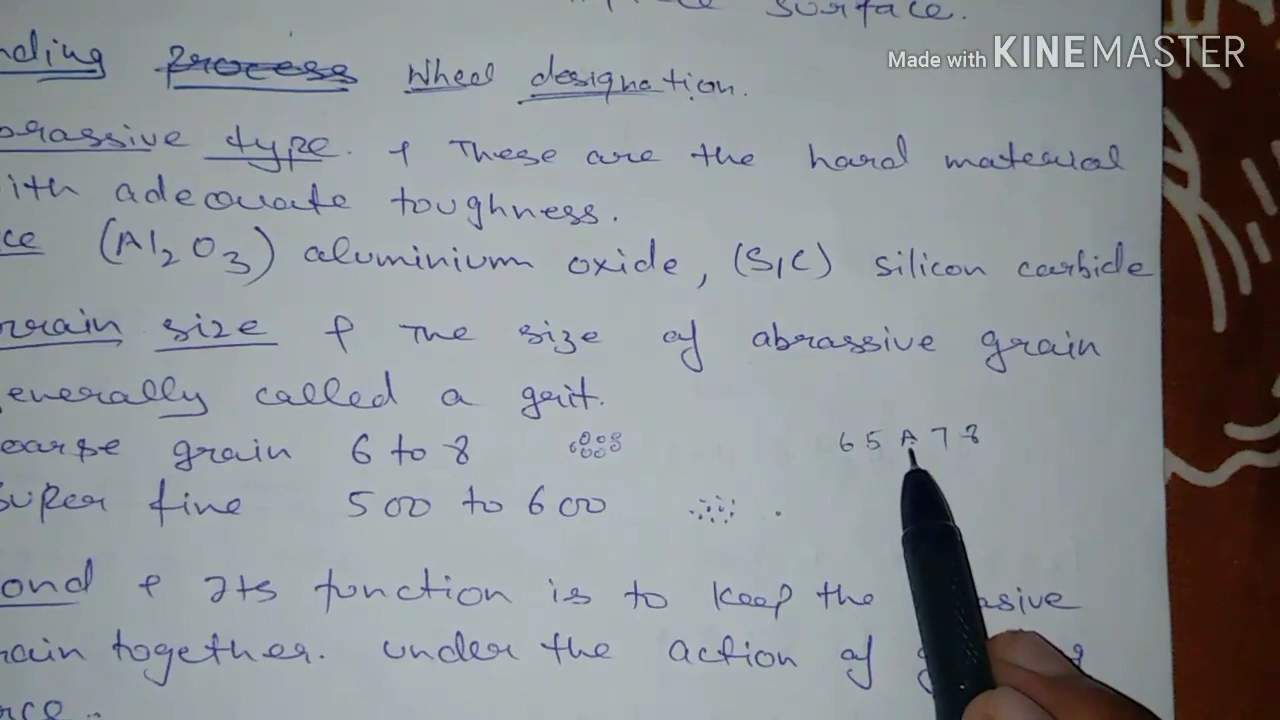 surface.
Made with KINEMASTER
nding process wheel designation.
brassive type. These are the hard material
ith adequate toughness.
ce (Al2O3) aluminium oxide, (SiC) silicon carbide
rain size The size of abrassive grain
enerally called a grit.
oarse grain 6 to 8
65 A 78
super fine 500 to 600
ond Its function is to keep the asive
rain together. under the action of
rce..